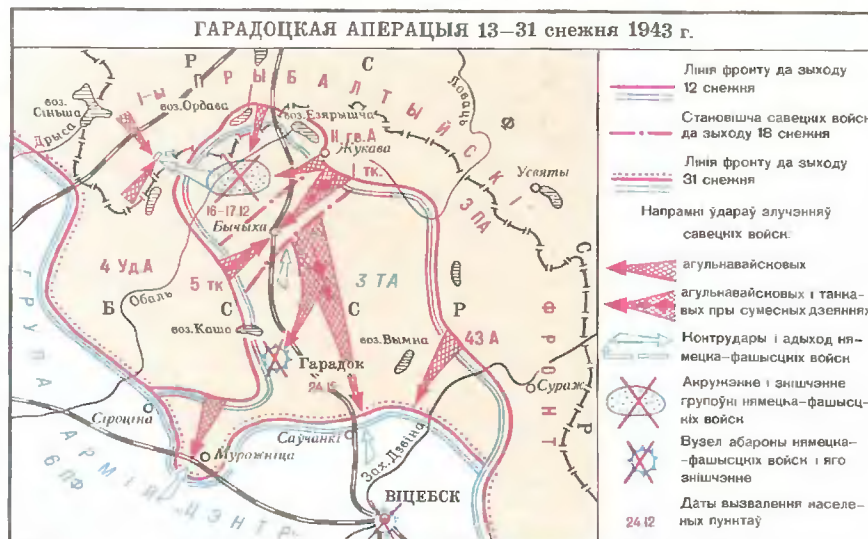 ГАРАДОЦКАЯ АПЕРАЦЫЯ 13–31 снежня 1943 г.
воз.
Сіньша
Дрыса
1-ы ПРЫБАЛТЫЙСКІ ФРОНТ
Р С Ф С Р
воз.Ордава
воз.Езярышча
Ловаць
11 гв.А
Жукава
1 тк.
Усвяты
3 ПА
16-17.12
Бычыха
4 Уд.А
5 тк
3 ТА
Обаль
Б С С Р
воз.Каша
воз.Вымна
43 А
Гарадок
24.12
Сураж
Сіроціна
Саўчанкі
Зах.Дзвіна
Мурожніца
ГРУПА АРМІЙ "ЦЭНТР"
6 ПФ
ВІЦЕБСК
Лінія фронту да зыходу
12 снежня
Становішча савецкіх войск
да зыходу 18 снежня
Лінія фронту да зыходу
31 снежня
Напрамкі ўдараў злучэнняў
савецкіх войск:
агульнавайсковых
агульнавайсковых і танка-
вых пры сумесных дзеяннях
Контрудары і адыход ня-
мецка-фашысцкіх войск
Акружэнне і знішчэнне
групоўкі нямецка-фашысц-
кіх войск
Вузел абароны нямецка-
-фашысцкіх войск і яго
знішчэнне
24.12
Даты вызвалення населе-
ных пунктаў